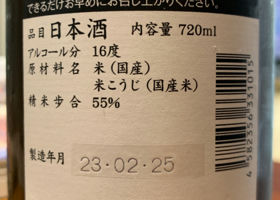 できるだけお早めにお召し上がりください。
品目 日本酒 内容量 720ml
アルコール分 16度
原材料名 米(国産)
米こうじ(国産米)
精米歩合 55%
製造年月 23・02・25
4582356331015